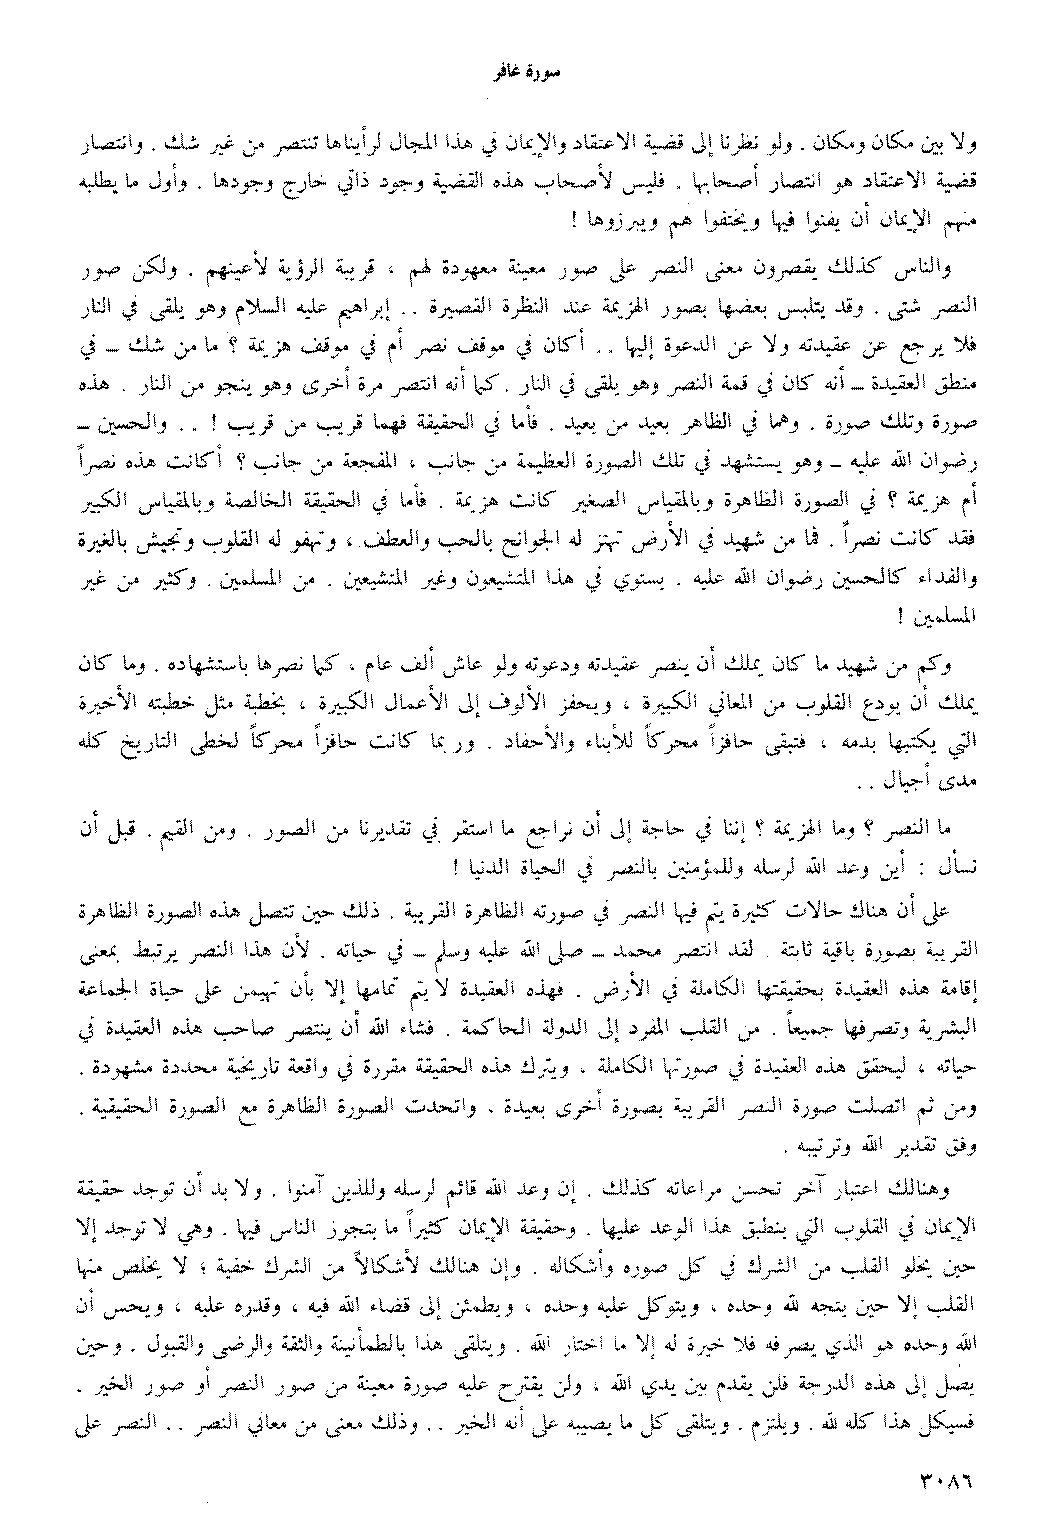 سورة غافر
ولا بين مكان ومكان . ولو نظرنا إلى قضية الاعتقاد والإيمان في هذا المجال لرأيناها تنتصر من غير شك . وانتصار
قضية الاعتقاد هو انتصار أصحابها . فليس لأصحاب هذه القضية وجود ذاتي خارج وجودها . وأول ما يطلبه
منهم الإيمان أن يفنوا فيها ويختفوا هم ويبرزوها !
والناس كذلك يقصرون معنى النصر على صور معينة معهودة لهم ، قريبة الرؤية لأعينهم . ولكن صور
النصر شتى . وقد يتلبس بعضها بصور الهزيمة عند النظرة القصيرة .. إبراهيم عليه السلام وهو يلقى في النار
فلا يرجع عن عقيدته ولا عن الدعوة إليها .. أكان في موقف نصر أم في موقف هزيمة ؟ ما من شك – في
منطق العقيدة – أنه كان في قمة النصر وهو يلقى في النار . كما أنه انتصر مرة أخرى وهو ينجو من النار . هذه
صورة وتلك صورة . وهما في الظاهر بعيد من بعيد . فأما في الحقيقة فهما قريب من قريب ! .. والحسين –
رضوان الله عليه – وهو يستشهد في تلك الصورة العظيمة من جانب ، المفجعة من جانب ؟ أكانت هذه نصراً
أم هزيمة ؟ في الصورة الظاهرة وبالمقياس الصغير كانت هزيمة . فأما في الحقيقة الخالصة وبالمقياس الكبير
فقد كانت نصراً . فما من شهيد في الأرض تهتز له الجوانح بالحب والعطف ، وتهفو له القلوب وتجيش بالغيرة
والفداء كالحسين رضوان الله عليه . يستوي في هذا المتشيعون وغير المتشيعين . من المسلمين . وكثير من غير
المسلمين !
وكم من شهيد ما كان يملك أن ينصر عقيدته ودعوته ولو عاش ألف عام ، كما نصرها باستشهاده . وما كان
يملك أن يودع القلوب من المعاني الكبيرة ، ويحفز الألوف إلى الأعمال الكبيرة ، بخطبة مثل خطبته الأخيرة
التي يكتبها بدمه ، فتبقى حافزاً محركاً للأبناء والأحفاد . وربما كانت حافزاً محركاً لخطى التاريخ كله
مدى أجيال ..
ما النصر ؟ وما الهزيمة ؟ إننا في حاجة إلى أن نراجع ما استقر في تقديرنا من الصور . ومن القيم . قبل أن
نسأل : أين وعد الله لرسله وللمؤمنين بالنصر في الحياة الدنيا !
على أن هناك حالات كثيرة يتم فيها النصر في صورته الظاهرة القريبة . ذلك حين تتصل هذه الصورة الظاهرة
القريبة بصورة باقية ثابتة . لقد انتصر محمد – صلى الله عليه وسلم – في حياته . لأن هذا النصر يرتبط بمعنى
إقامة هذه العقيدة بحقيقتها الكاملة في الأرض . فهذه العقيدة لا يتم تمامها إلا بأن تهيمن على حياة الجماعة
البشرية وتصرفها جميعاً . من القلب المفرد إلى الدولة الحاكمة . فشاء الله أن ينتصر صاحب هذه العقيدة في
حياته ، ليحقق هذه العقيدة في صورتها الكاملة ، ويترك هذه الحقيقة مقررة في واقعة تاريخية محددة مشهودة .
ومن ثم اتصلت صورة النصر القريبة بصورة أخرى بعيدة ، واتحدت الصورة الظاهرة مع الصورة الحقيقية .
وفق تقدير الله وترتيبه .
وهنالك اعتبار آخر تحسن مراعاته كذلك . إن وعد الله قائم لرسله وللذين آمنوا . ولا بد أن توجد حقيقة
الإيمان في القلوب التي ينطبق هذا الوعد عليها . وحقيقة الإيمان كثيراً ما يتجوز الناس فيها . وهي لا توجد إلا
حين يخلو القلب من الشرك في كل صوره وأشكاله . وإن هنالك لأشكالاً من الشرك خفية ؛ لا يخلص منها
القلب إلا حين يتجه لله وحده ، ويتوكل عليه وحده ، ويطمئن إلى قضاء الله فيه ، وقدره عليه ، ويحس أن
الله وحده هو الذي يصرفه فلا خيرة له إلا ما اختار الله . ويتلقى هذا بالطمأنينة والثقة والرضى والقبول . وحين
يصل إلى هذه الدرجة فلن يقدم بين يدي الله ، ولن يقترح عليه صورة معينة من صور النصر أو صور الخير .
فسيكل هذا كله لله . ويلتزم . ويتلقى كل ما يصيبه على أنه الخير .. وذلك معنى من معاني النصر .. النصر على
٣٠٨٦